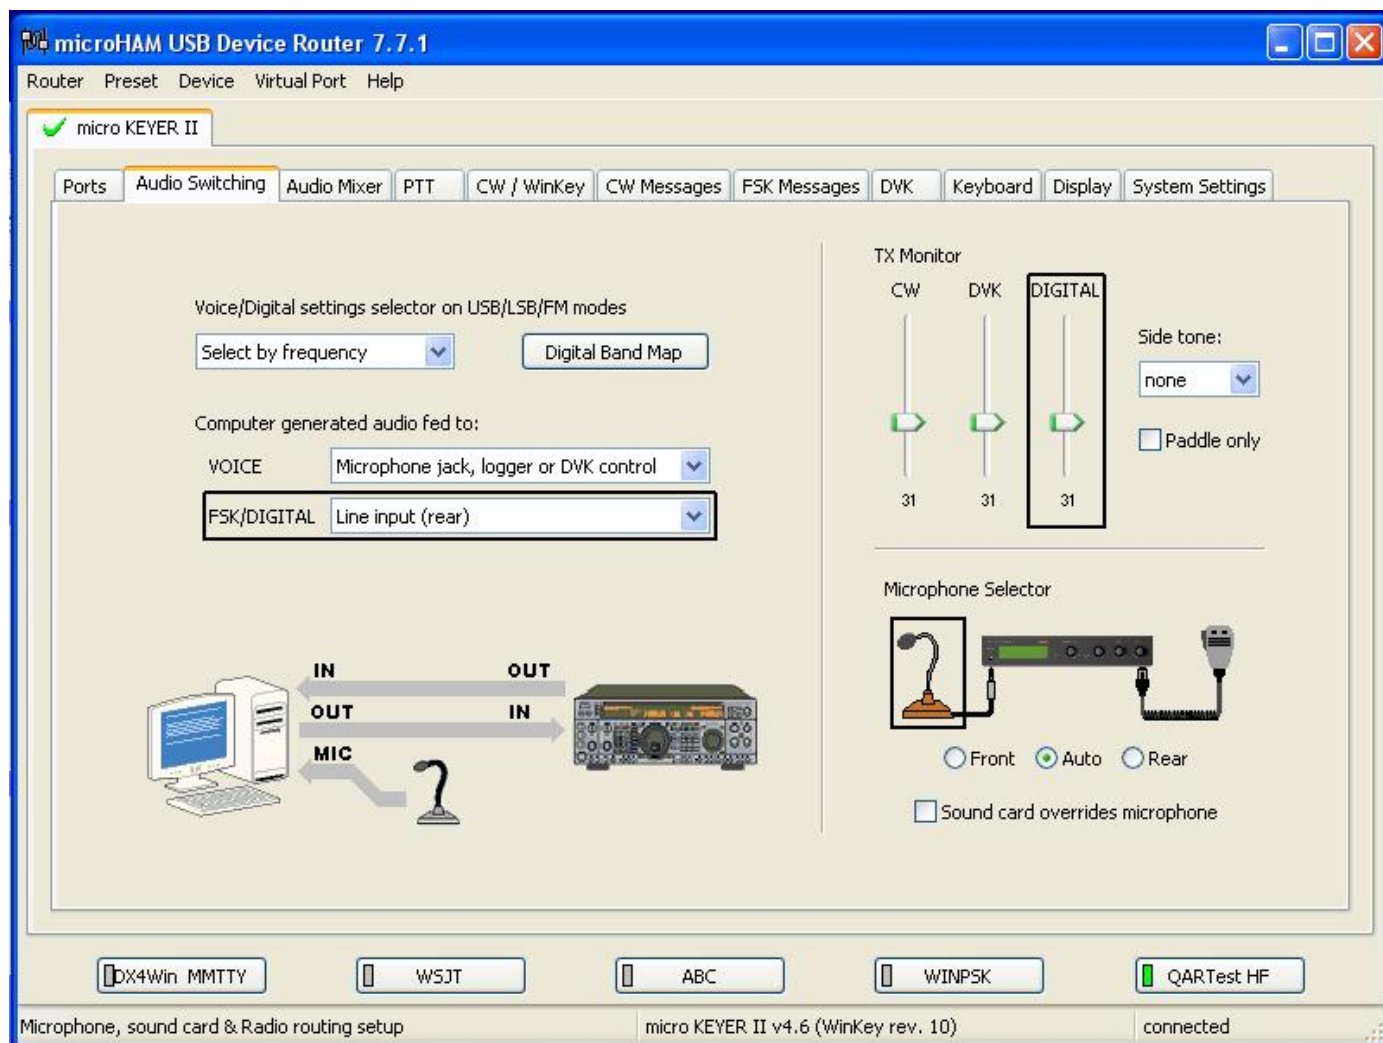 microHAM USB Device Router 7.7.1
Router Preset Device Virtual Port Help
micro KEYER II
Ports Audio Switching Audio Mixer PTT CW / WinKey CW Messages FSK Messages DVK Keyboard Display System Settings
Voice/Digital settings selector on USB/LSB/FM modes
Select by frequency Digital Band Map
Computer generated audio fed to:
VOICE Microphone jack, logger or DVK control
FSK/DIGITAL Line input (rear)
IN OUT
OUT IN
MIC
TX Monitor
CW DVK DIGITAL
Side tone:
none
Paddle only
31 31 31
Microphone Selector
Front Auto Rear
Sound card overrides microphone
DX4Win MMTTY WSJT ABC WINPSK QARTest HF
Microphone, sound card & Radio routing setup micro KEYER II v4.6 (WinKey rev. 10) connected